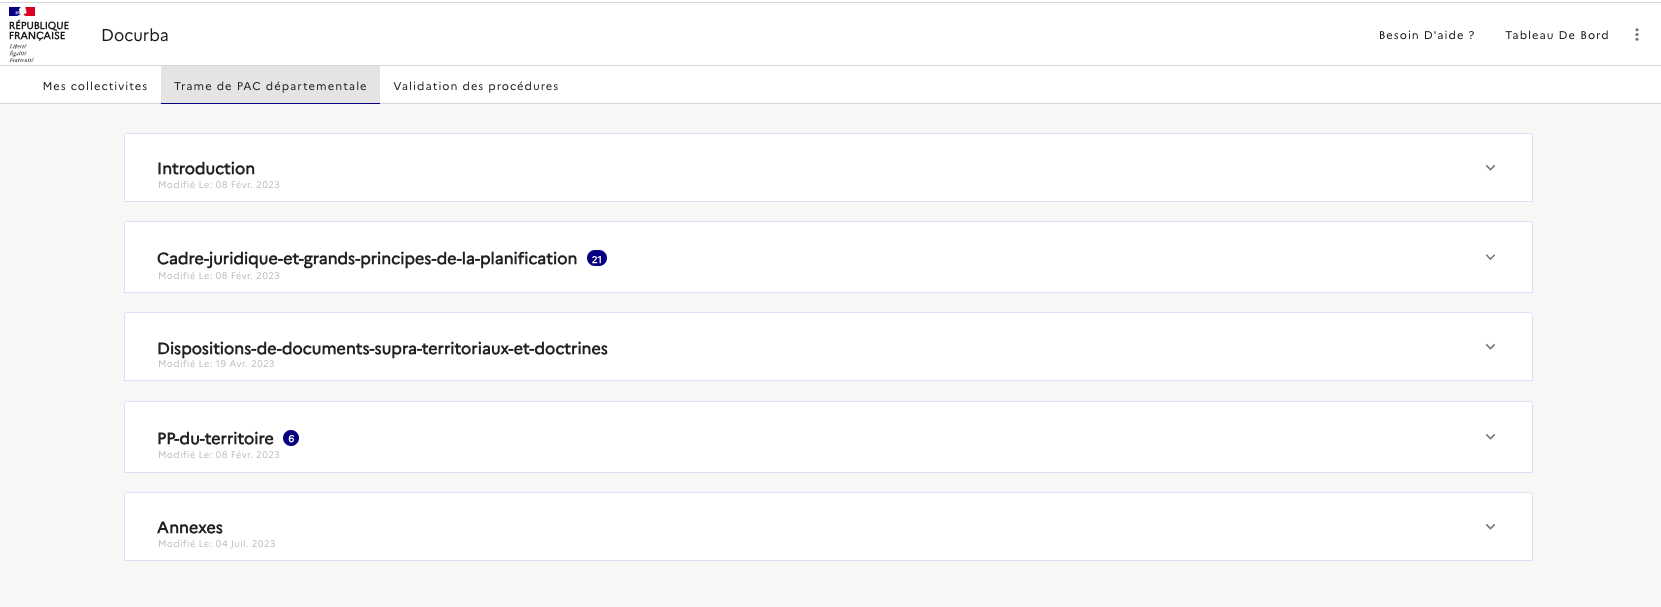 RÉPUBLIQUE
FRANÇAISE
Liberté
Égalité
Fraternité
Docurba
Besoin D'aide ?
Tableau De Bord
Mes collectivites
Trame de PAC départementale
Validation des procédures
Introduction
Modifié Le: 08 Févr. 2023
Cadre-juridique-et-grands-principes-de-la-planification 21
Modifié Le: 08 Févr. 2023
Dispositions-de-documents-supra-territoriaux-et-doctrines
Modifié Le: 19 Avr. 2023
PP-du-territoire 6
Modifié Le: 08 Févr. 2023
Annexes
Modifié Le: 04 Juil. 2023